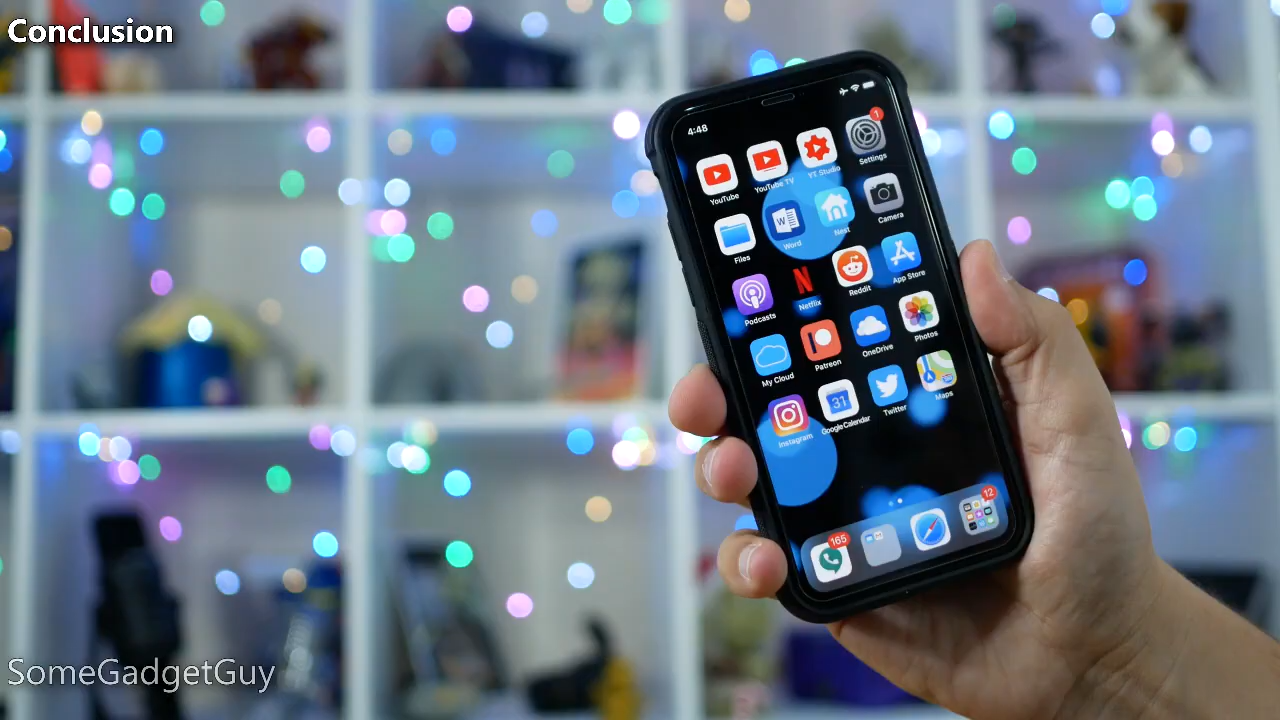 Conclusion
4:48
1
YouTube
YouTube TV
YT Studio
Settings
Files
Word
Nest
Camera
Podcasts
Netflix
Reddit
App Store
My Cloud
Patreon
OneDrive
Photos
31
Instagram
Google Calendar
Twitter
Maps
165
12
SomeGadgetGuy